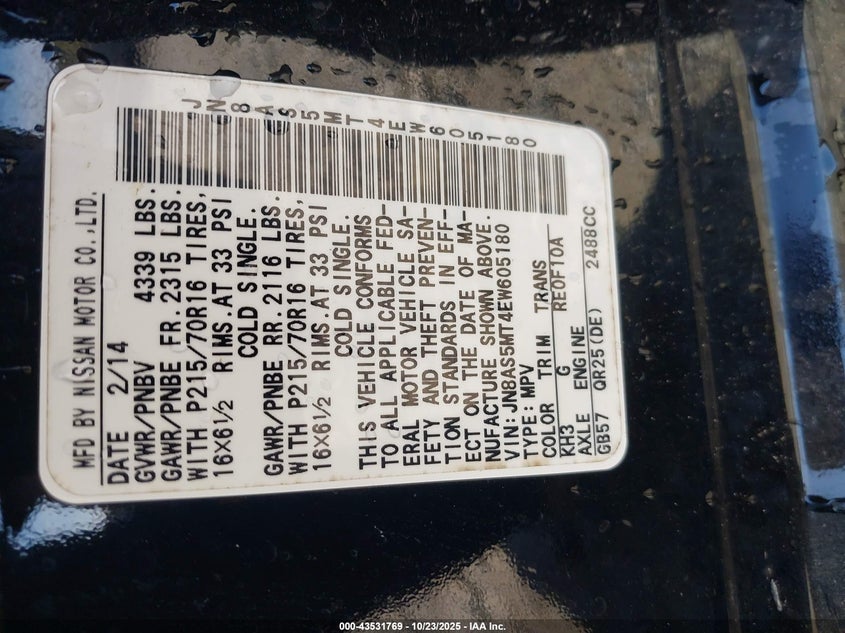 MFD BY NISSAN MOTOR CO.,LTD.
JN8AS5MT4EW605180
DATE 2/14
GVWR/PNBV 4339 LBS.
GAWR/PNBE FR.2315 LBS.
WITH P215/70R16 TIRES,
16X6½ RIMS.AT 33 PSI
COLD SINGLE.
GAWR/PNBE RR.2116 LBS.
WITH P215/70R16 TIRES,
16X6½ RIMS.AT 33 PSI
COLD SINGLE.
THIS VEHICLE CONFORMS
TO ALL APPLICABLE FED-
ERAL MOTOR VEHICLE SA-
FETY AND THEFT PREVEN-
TION STANDARDS IN EFF-
ECT ON THE DATE OF MA-
NUFACTURE SHOWN ABOVE.
VIN: JN8AS5MT4EW605180
TYPE: MPV
COLOR TRIM TRANS
KH3 G RE0F10A
AXLE ENGINE
GB57 QR25(DE) 2488CC
000-43531769 - 10/23/2025 - IAA Inc.